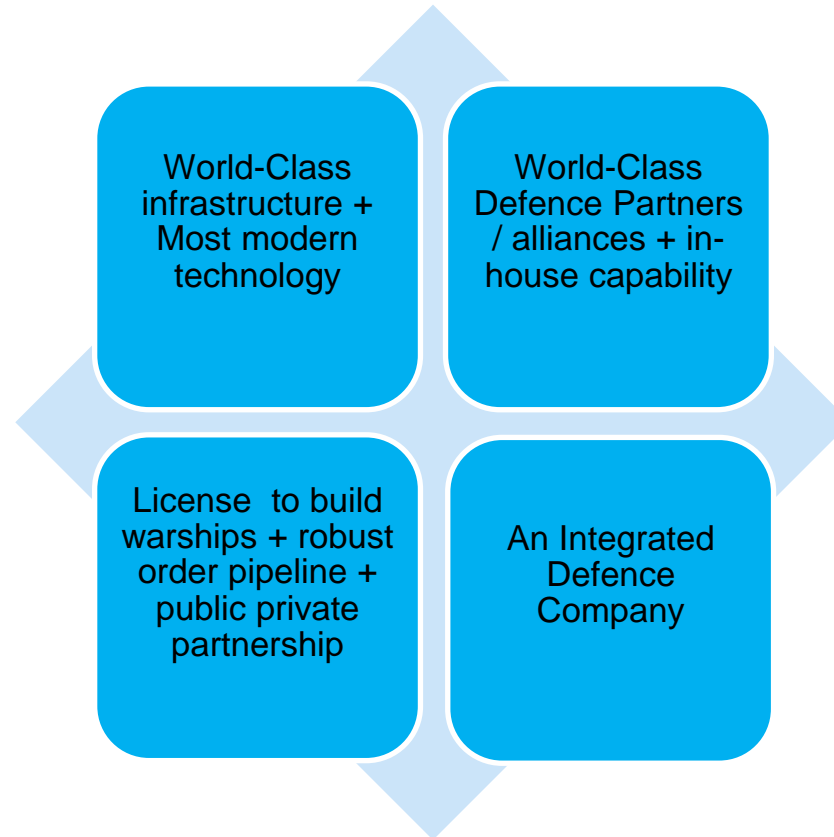 World-Class
infrastructure +
Most modern
technology
World-Class
Defence Partners
/ alliances + in-
house capability
License  to build
warships + robust
order pipeline +
public private
partnership
An Integrated
Defence
Company